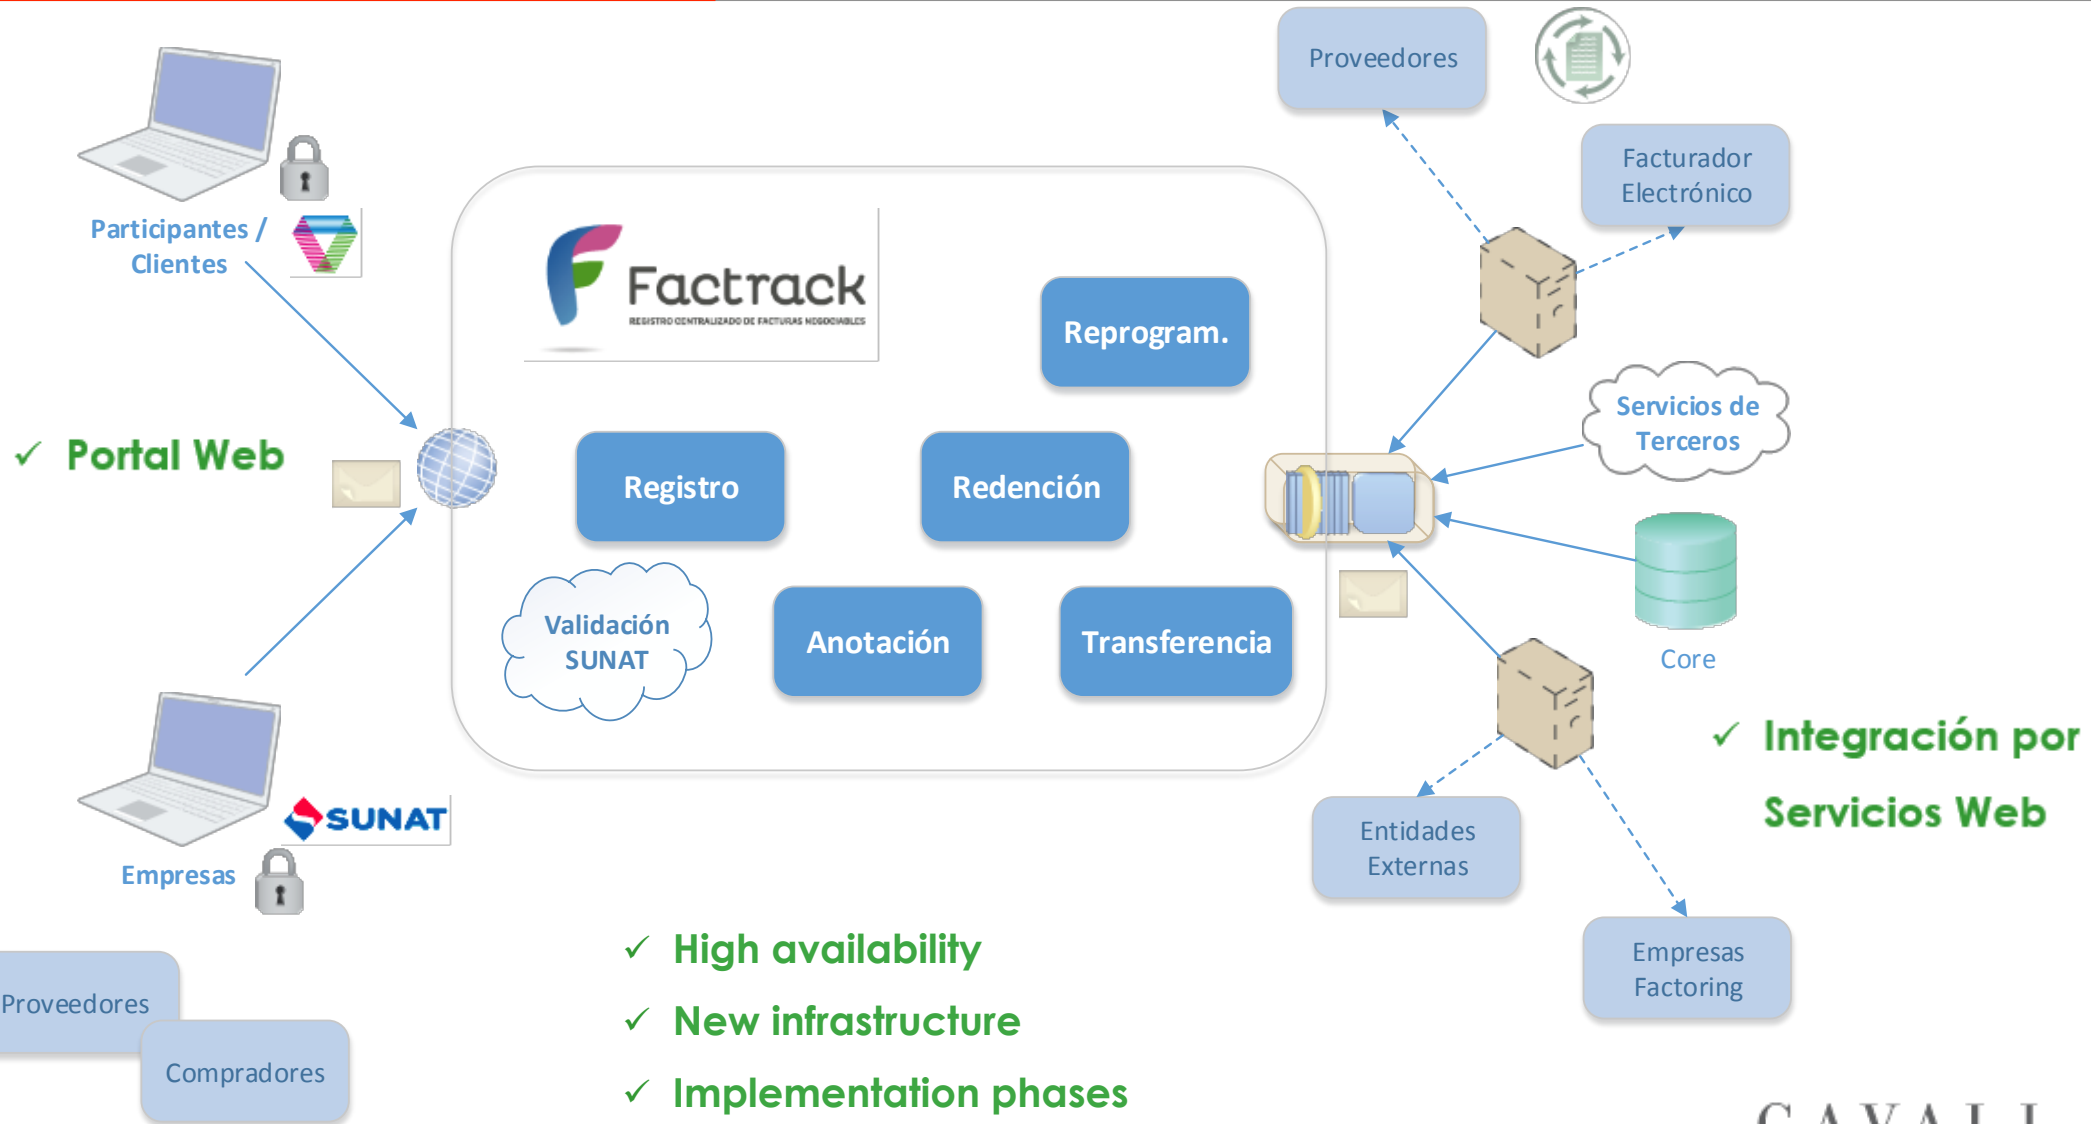 Proveedores
Facturador
Electrónico
Participantes /
Clientes
Factrack
REGISTRO CENTRALIZADO DE FACTURAS NEGOCIABLES
Reprogram.
Servicios de
Terceros
✓ Portal Web
Registro
Redención
Validación
SUNAT
Anotación
Transferencia
Core
✓ Integración por
Servicios Web
SUNAT
Empresas
Entidades
Externas
Empresas
Factoring
Proveedores
Compradores
✓ High availability
✓ New infrastructure
✓ Implementation phases
CAVALI